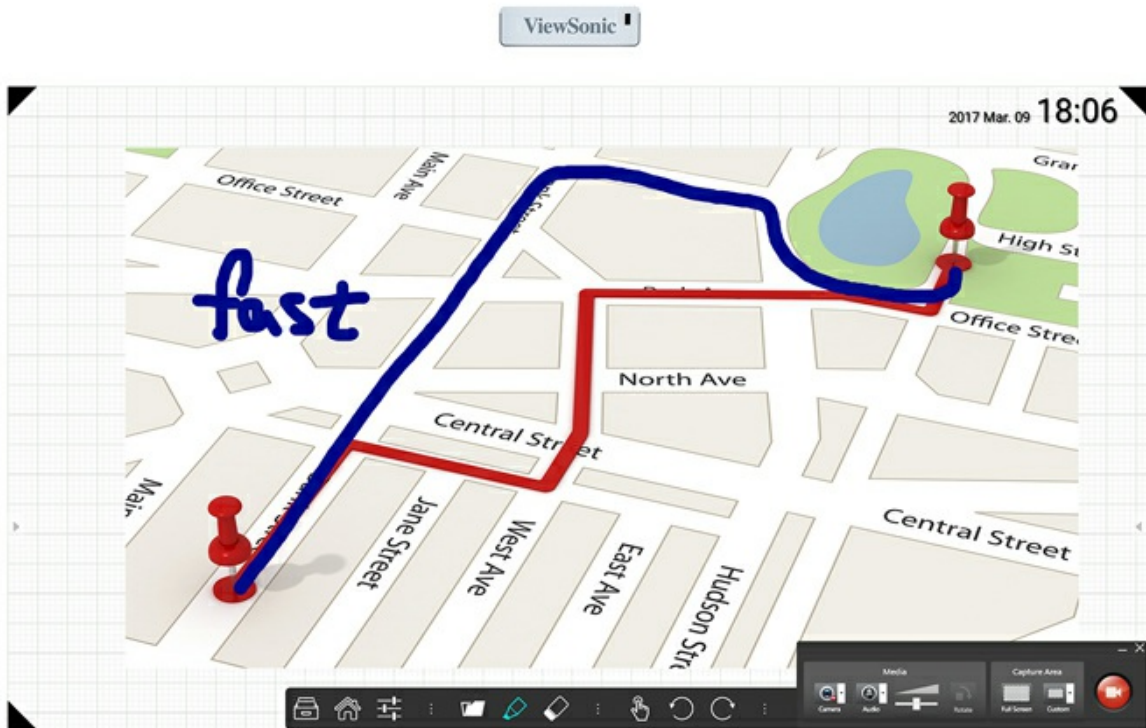 ViewSonic
2017 Mar. 09 18:06
Main Ave
Office Street
High St
fast
Office Stree
North Ave
Central Street
Main
Jane Street
West Ave
East Ave
Hudson Str
Central Street
Media
Capture Area
Camera
Audio
Rotate
Full Screen
Custom